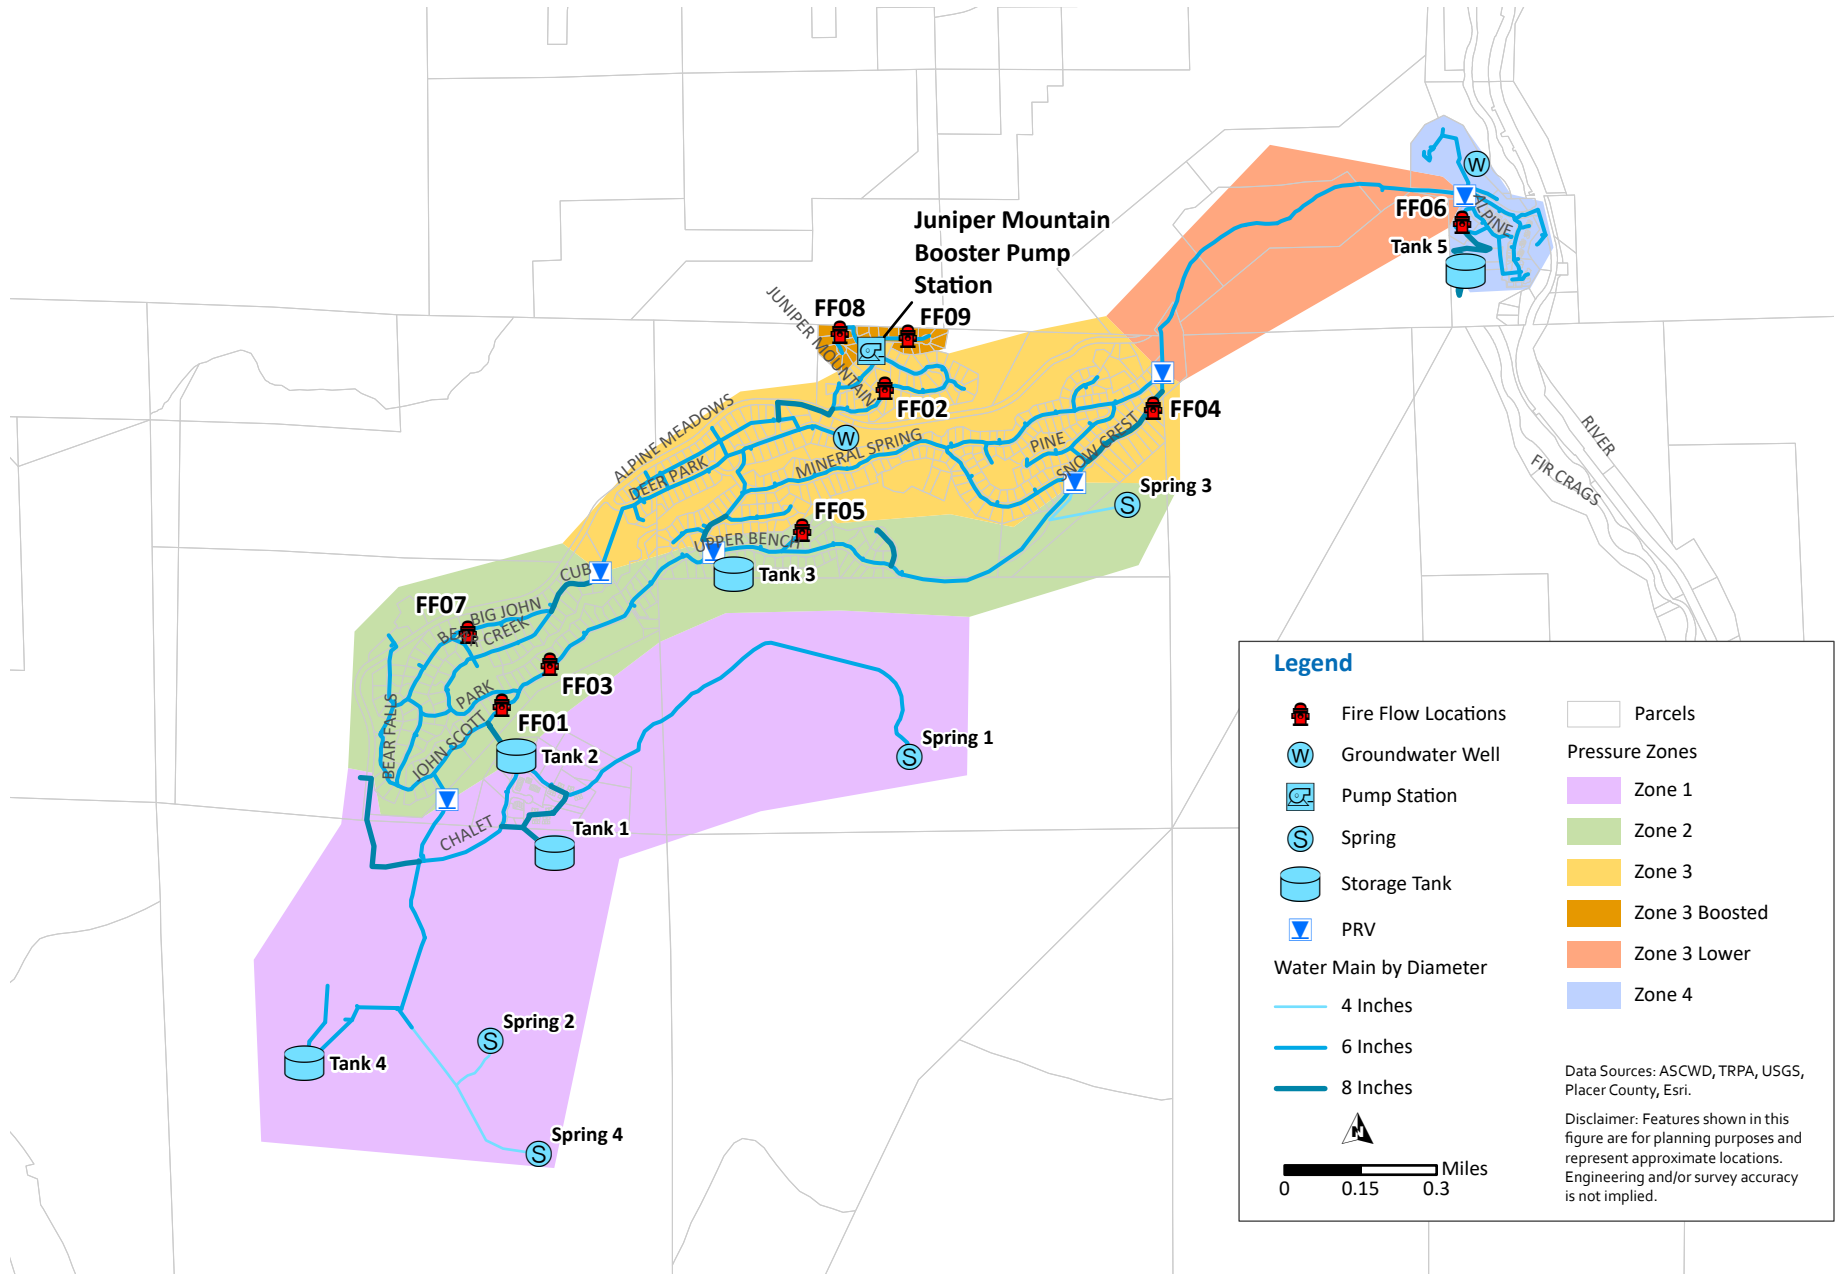 Juniper Mountain
Booster Pump
Station
FF06
ALPINE
Tank 5
W
JUNIPER MOUNTAIN
FF08
FF09
FF02
FF04
ALPINE MEADOWS
DEER PARK
W
MINERAL SPRING
PINE
SNOW CREST
RIVER
FIR CRAGS
Spring 3
S
FF05
UPPER BENCH
Tank 3
CUB
FF07
BIG JOHN
BEAR CREEK
FF03
PARK
FF01
BEAR FALLS
JOHN SCOTT
Tank 2
Spring 1
S
CHALET
Tank 1
Spring 2
S
Tank 4
Spring 4
S
Legend
Fire Flow Locations
W
Groundwater Well
Pump Station
S
Spring
Storage Tank
PRV
Water Main by Diameter
4 Inches
6 Inches
8 Inches
N
Miles
0 0.15 0.3
Parcels
Pressure Zones
Zone 1
Zone 2
Zone 3
Zone 3 Boosted
Zone 3 Lower
Zone 4
Data Sources: ASCWD, TRPA, USGS,
Placer County, Esri.
Disclaimer: Features shown in this
figure are for planning purposes and
represent approximate locations.
Engineering and/or survey accuracy
is not implied.